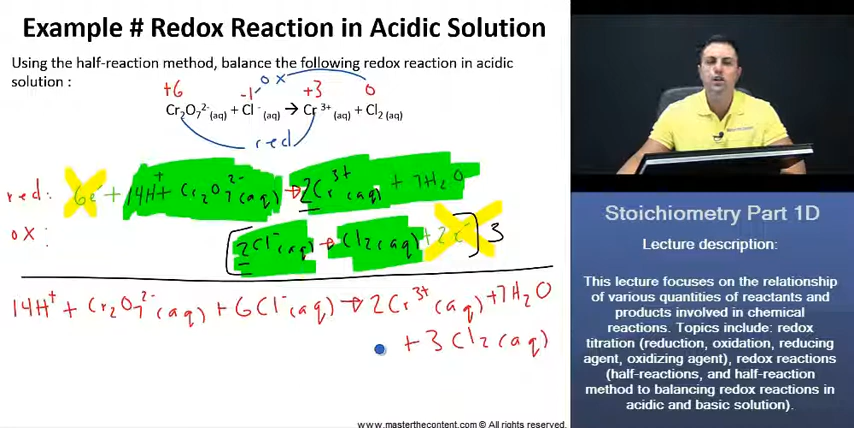 Example # Redox Reaction in Acidic Solution
Using the half-reaction method, balance the following redox reaction in acidic
solution :
+6 -1 ox +3 0
Cr₂O₇²⁻(aq) + Cl⁻(aq) → Cr³⁺(aq) + Cl₂(aq)
red
red: 6e⁻ + 14H⁺ + Cr₂O₇²⁻(aq) → 2Cr³⁺(aq) + 7H₂O
ox: [2Cl⁻(aq) → Cl₂(aq) + 2e⁻] 3
14H⁺ + Cr₂O₇²⁻(aq) + 6Cl⁻(aq) → 2Cr³⁺(aq) + 7H₂O
+ 3Cl₂(aq)
www.masterthecontent.com © All rights reserved.
Stoichiometry Part 1D
Lecture description:
This lecture focuses on the relationship
of various quantities of reactants and
products involved in chemical
reactions. Topics include: redox
titration (reduction, oxidation, reducing
agent, oxidizing agent), redox reactions
(half-reactions, and half-reaction
method to balancing redox reactions in
acidic and basic solution).